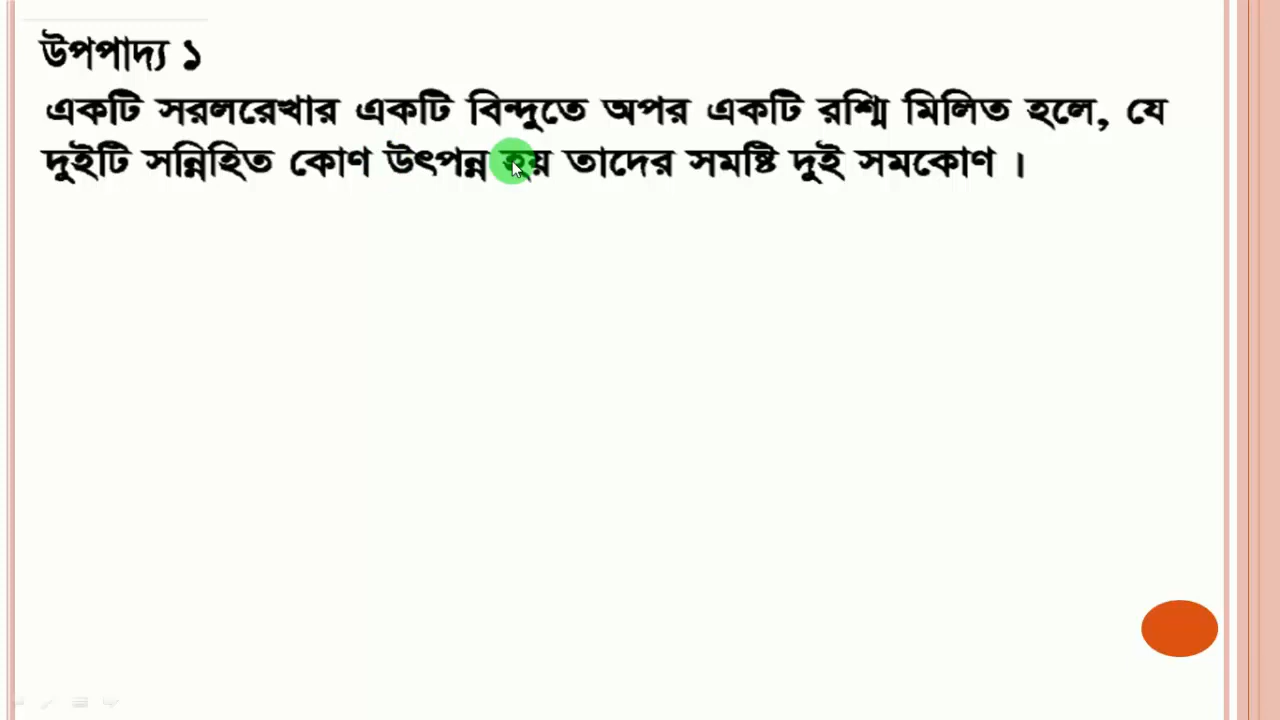 উপপাদ্য ১
একটি সরলরেখার একটি বিন্দুতে অপর একটি রশ্মি মিলিত হলে, যে
দুইটি সন্নিহিত কোণ উৎপন্ন হয় তাদের সমষ্টি দুই সমকোণ ।